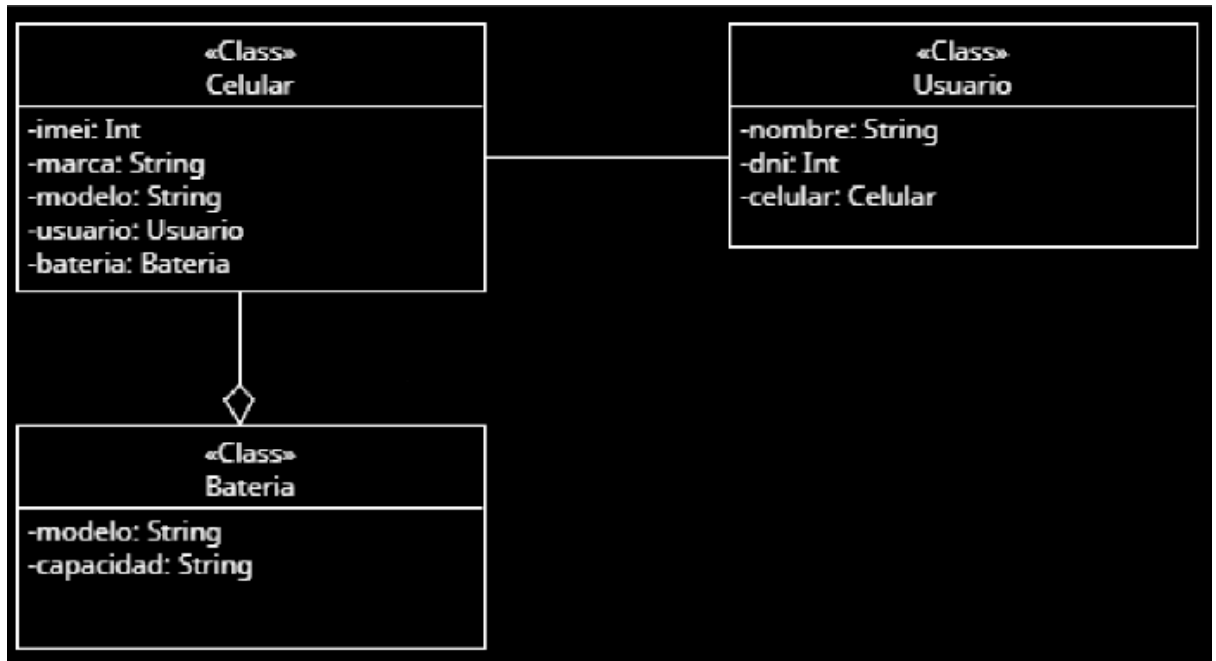 «Class»
Celular
-imei: Int
-marca: String
-modelo: String
-usuario: Usuario
-bateria: Bateria
«Class»
Usuario
-nombre: String
-dni: Int
-celular: Celular
«Class»
Bateria
-modelo: String
-capacidad: String